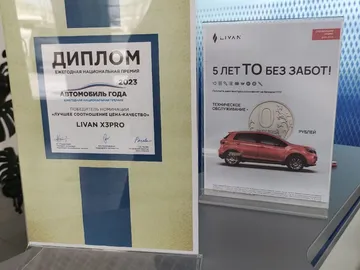 ДИПЛОМ
ЕЖЕГОДНАЯ НАЦИОНАЛЬНАЯ ПРЕМИЯ
2023
АВТОМОБИЛЬ ГОДА
ПОБЕДИТЕЛЬ НОМИНАЦИИ
«ЛУЧШЕЕ СООТНОШЕНИЕ ЦЕНА-КАЧЕСТВО»
LIVAN X3PRO
LIVAN
5 ЛЕТ ТО БЕЗ ЗАБОТ!
ТЕХНИЧЕСКОЕ
ОБСЛУЖИВАНИЕ
0
РУБЛЕЙ